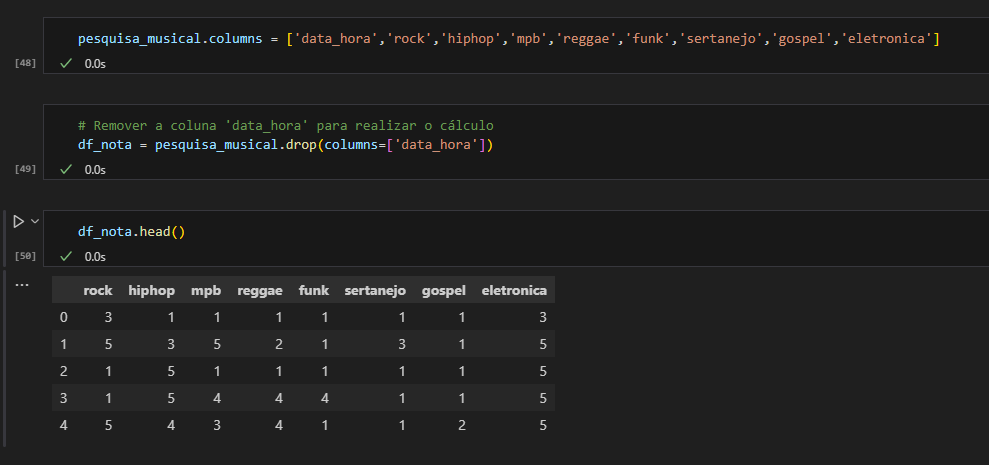 pesquisa_musical.columns = ['data_hora','rock','hiphop','mpb','reggae','funk','sertanejo','gospel','eletronica']
[48] 0.0s
# Remover a coluna 'data_hora' para realizar o cálculo
df_nota = pesquisa_musical.drop(columns=['data_hora'])
[49] 0.0s
df_nota.head()
[50] 0.0s
... rock hiphop mpb reggae funk sertanejo gospel eletronica
0 3 1 1 1 1 1 1 3
1 5 3 5 2 1 3 1 5
2 1 5 1 1 1 1 1 5
3 1 5 4 4 4 1 1 5
4 5 4 3 4 1 1 2 5